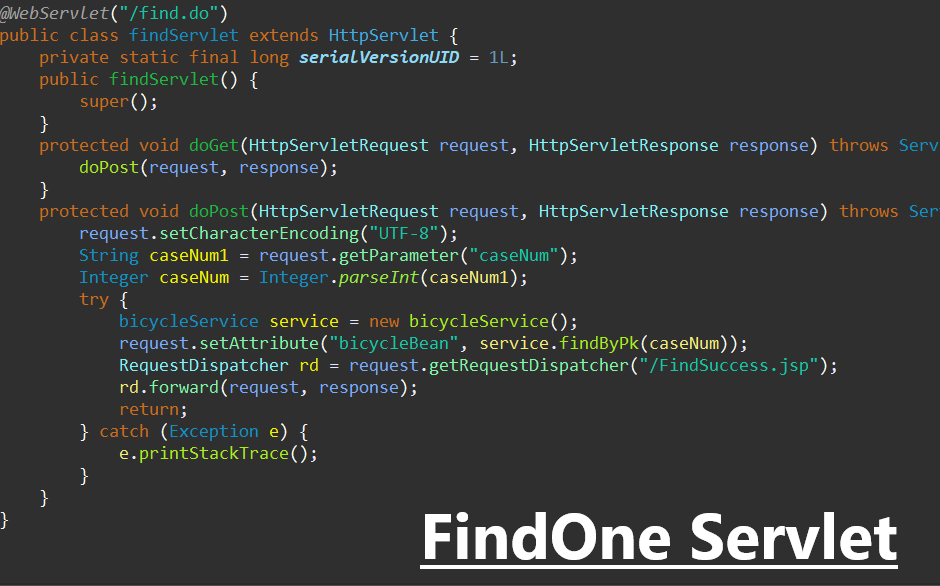 @WebServlet("/find.do")
public class findServlet extends HttpServlet {
private static final long serialVersionUID = 1L;
public findServlet() {
super();
}
protected void doGet(HttpServletRequest request, HttpServletResponse response) throws Serv
doPost(request, response);
}
protected void doPost(HttpServletRequest request, HttpServletResponse response) throws Ser
request.setCharacterEncoding("UTF-8");
String caseNum1 = request.getParameter("caseNum");
Integer caseNum = Integer.parseInt(caseNum1);
try {
bicycleService service = new bicycleService();
request.setAttribute("bicycleBean", service.findByPk(caseNum));
RequestDispatcher rd = request.getRequestDispatcher("/FindSuccess.jsp");
rd.forward(request, response);
return;
} catch (Exception e) {
e.printStackTrace();
}
}
}
FindOne Servlet